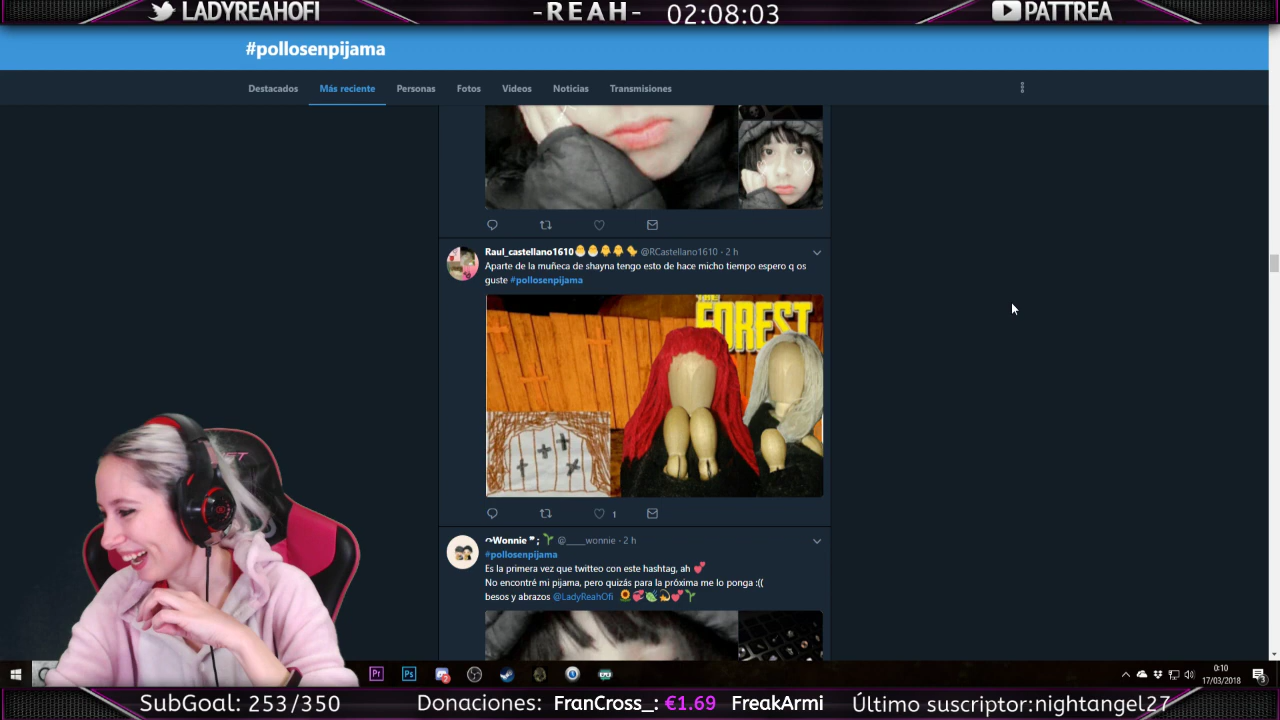 LADYREAHOFI
-REAH-
02:08:03
PATTREA
#pollosenpijama
Destacados
Más reciente
Personas
Fotos
Videos
Noticias
Transmisiones
Raul_castellano1610🐣🐣🐥🐥🐤 @RCastellano1610 · 2 h
Aparte de la muñeca de shayna tengo esto de hace micho tiempo espero q os
guste #pollosenpijama
THE
FOREST
1
Wonnie ; 🌱 @____wonnie · 2 h
#pollosenpijama
Es la primera vez que twitteo con este hashtag, ah 💕
No encontré mi pijama, pero quizás para la próxima me lo ponga :((
besos y abrazos @LadyReahOfi 🌻💞🍃💫💕🌱
Pr
Ps
0:10
17/03/2018
SubGoal: 253/350
Donaciones:
FranCross_: €1.69
FreakArmi
Último suscriptor:nightangel27